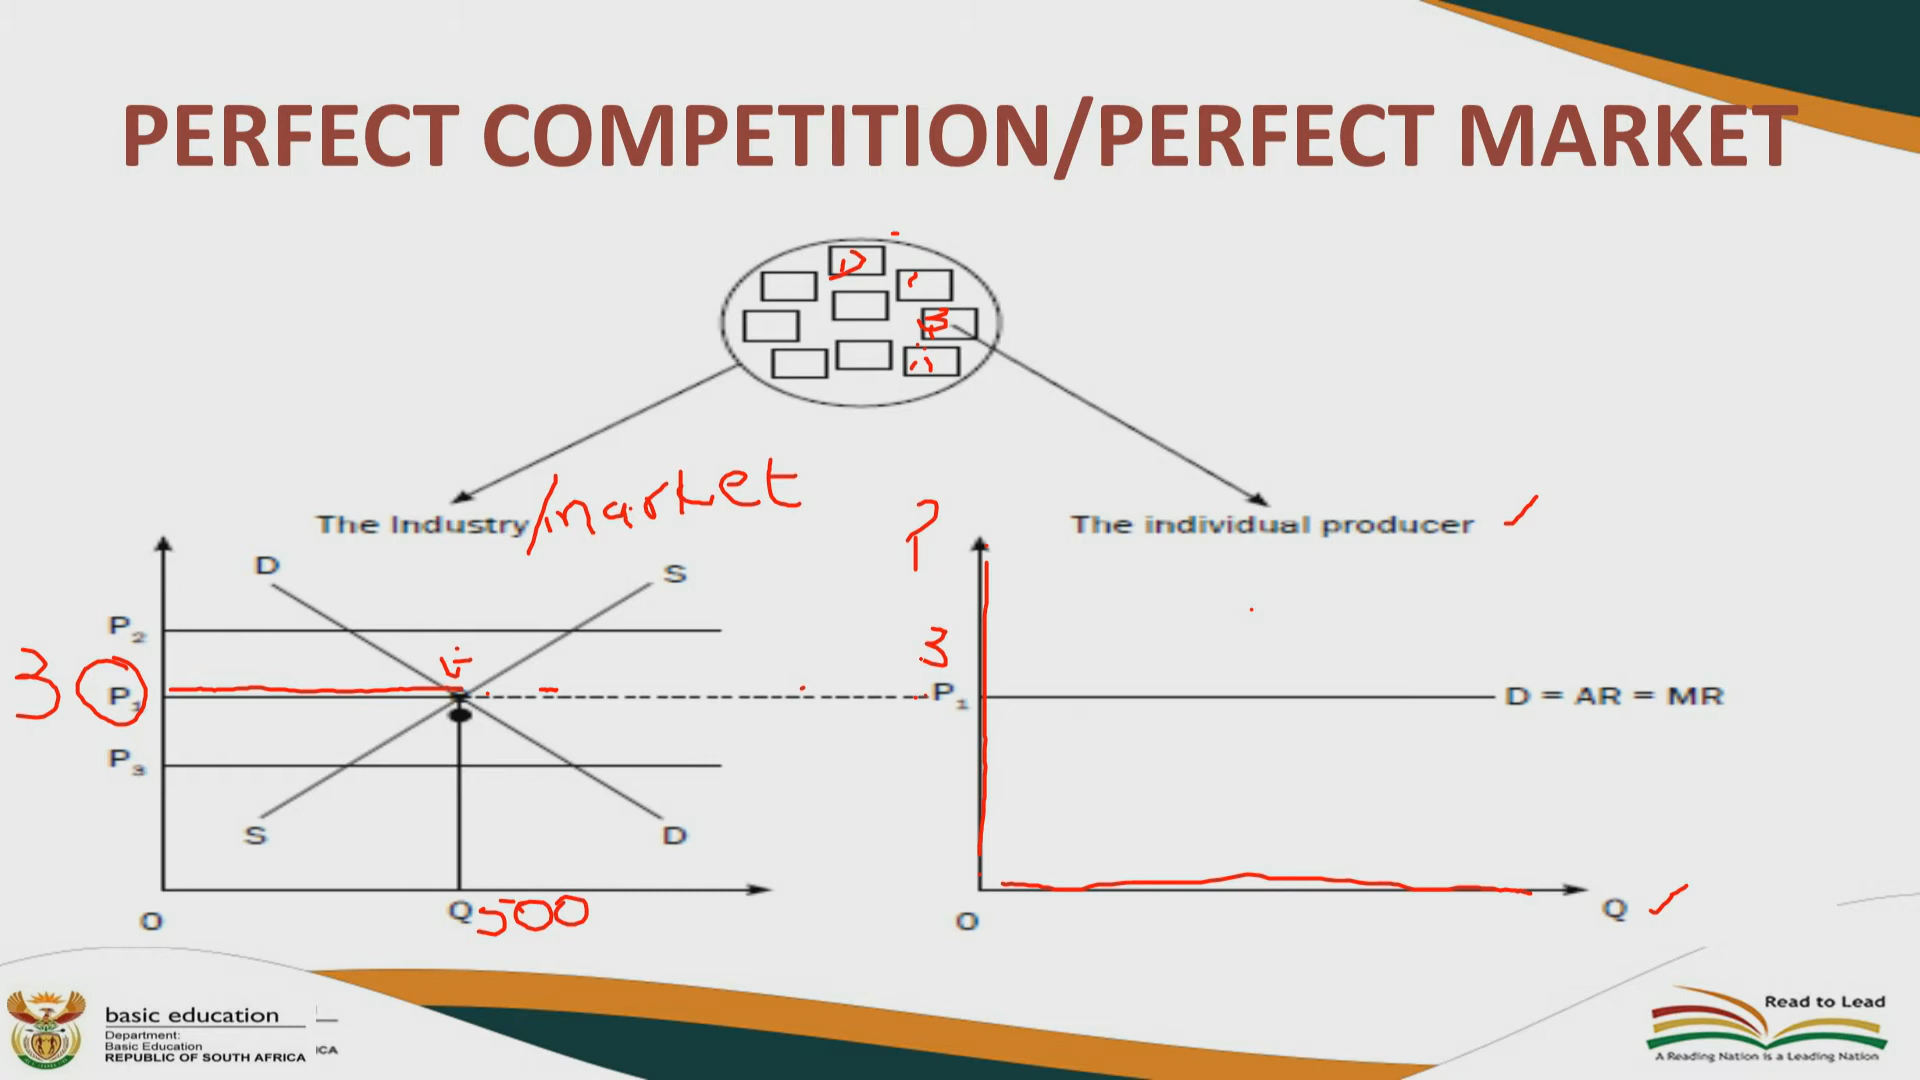 PERFECT COMPETITION/PERFECT MARKET
D
B
The Industry /market
The individual producer
P
D
S
P₂
30
P₁
3
P₁
D = AR = MR
P₃
S
D
O
Q 500
O
Q
basic education
Department:
Basic Education
REPUBLIC OF SOUTH AFRICA
ICA
Read to Lead
A Reading Nation is a Leading Nation